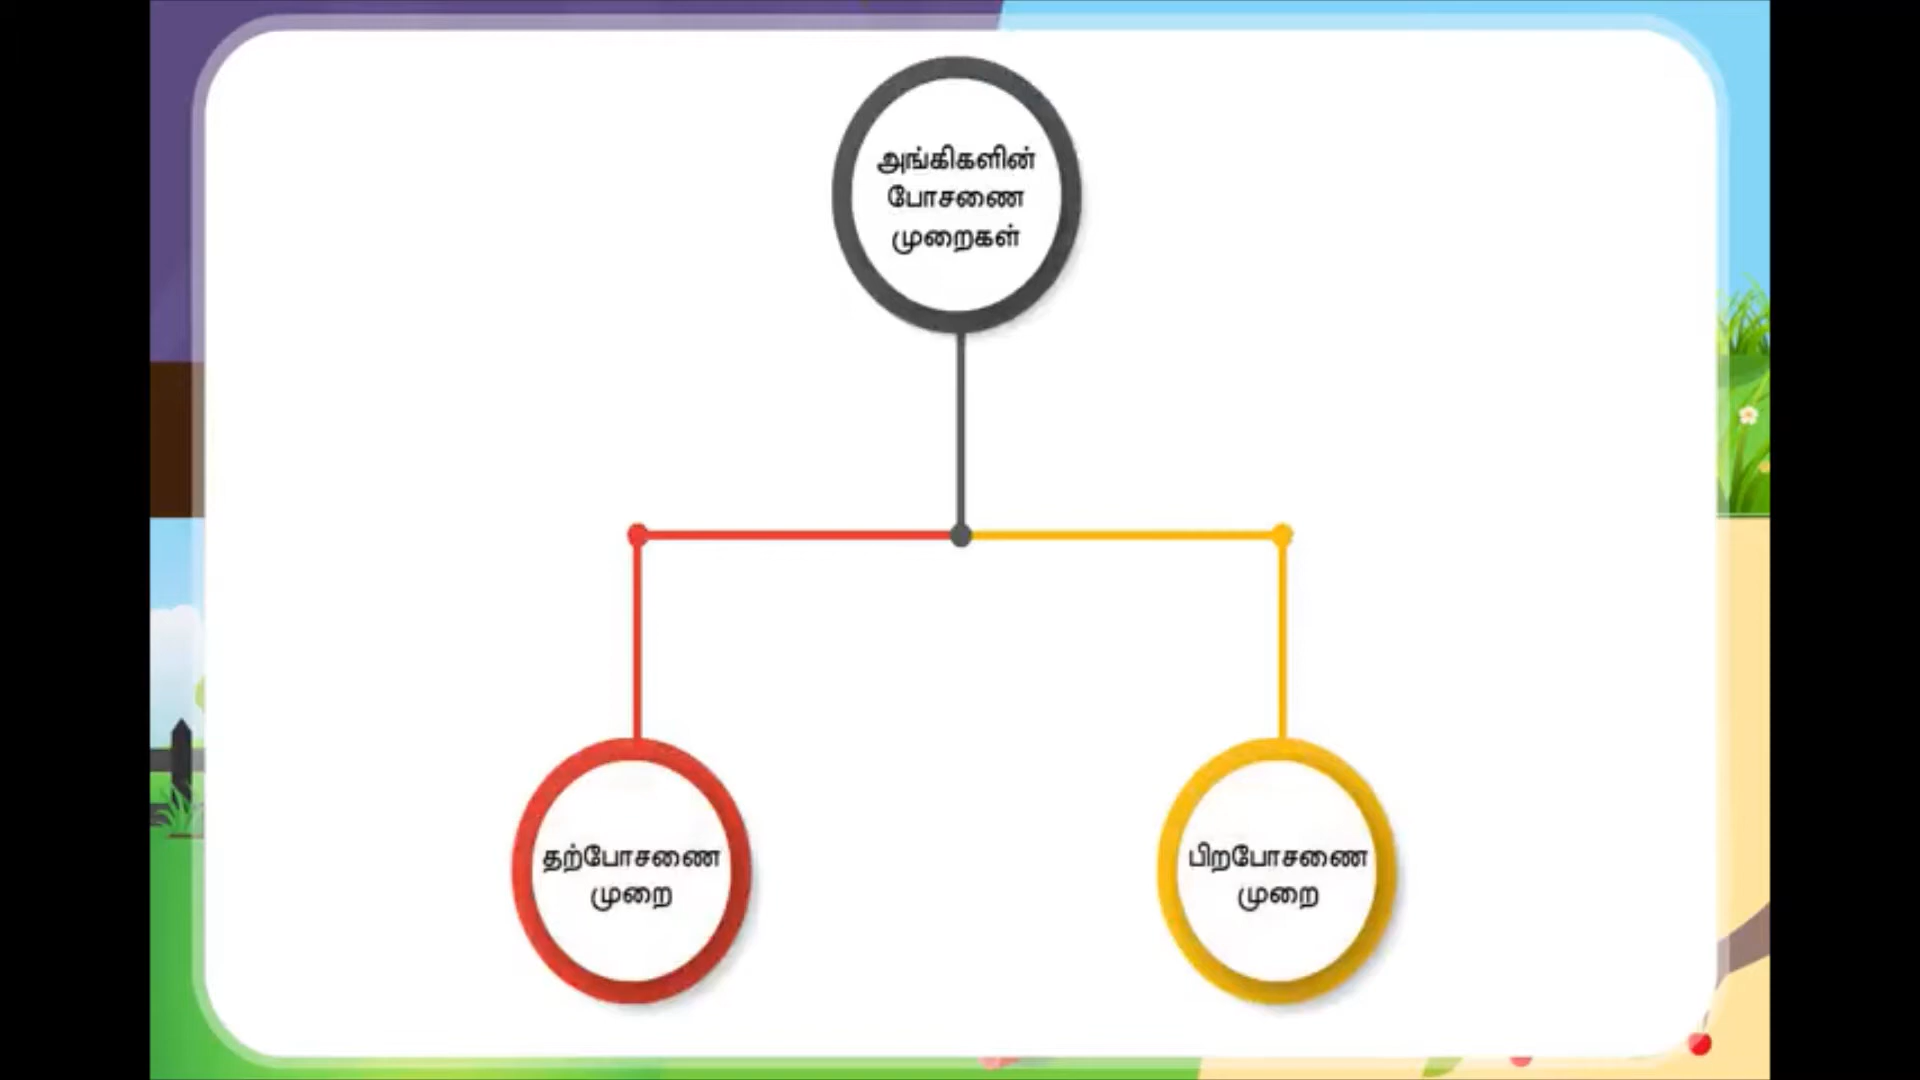 அங்கிகளின்
போசணை
முறைகள்
தற்போசணை
முறை
பிறபோசணை
முறை